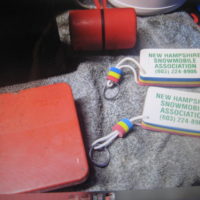 NEW HAMPSHIRE
SNOWMOBILE
ASSOCIATION
(603) 224-8906
NEW HAMPSHIRE
SNOWMOBILE
ASSOCIATION
(603) 224-8906